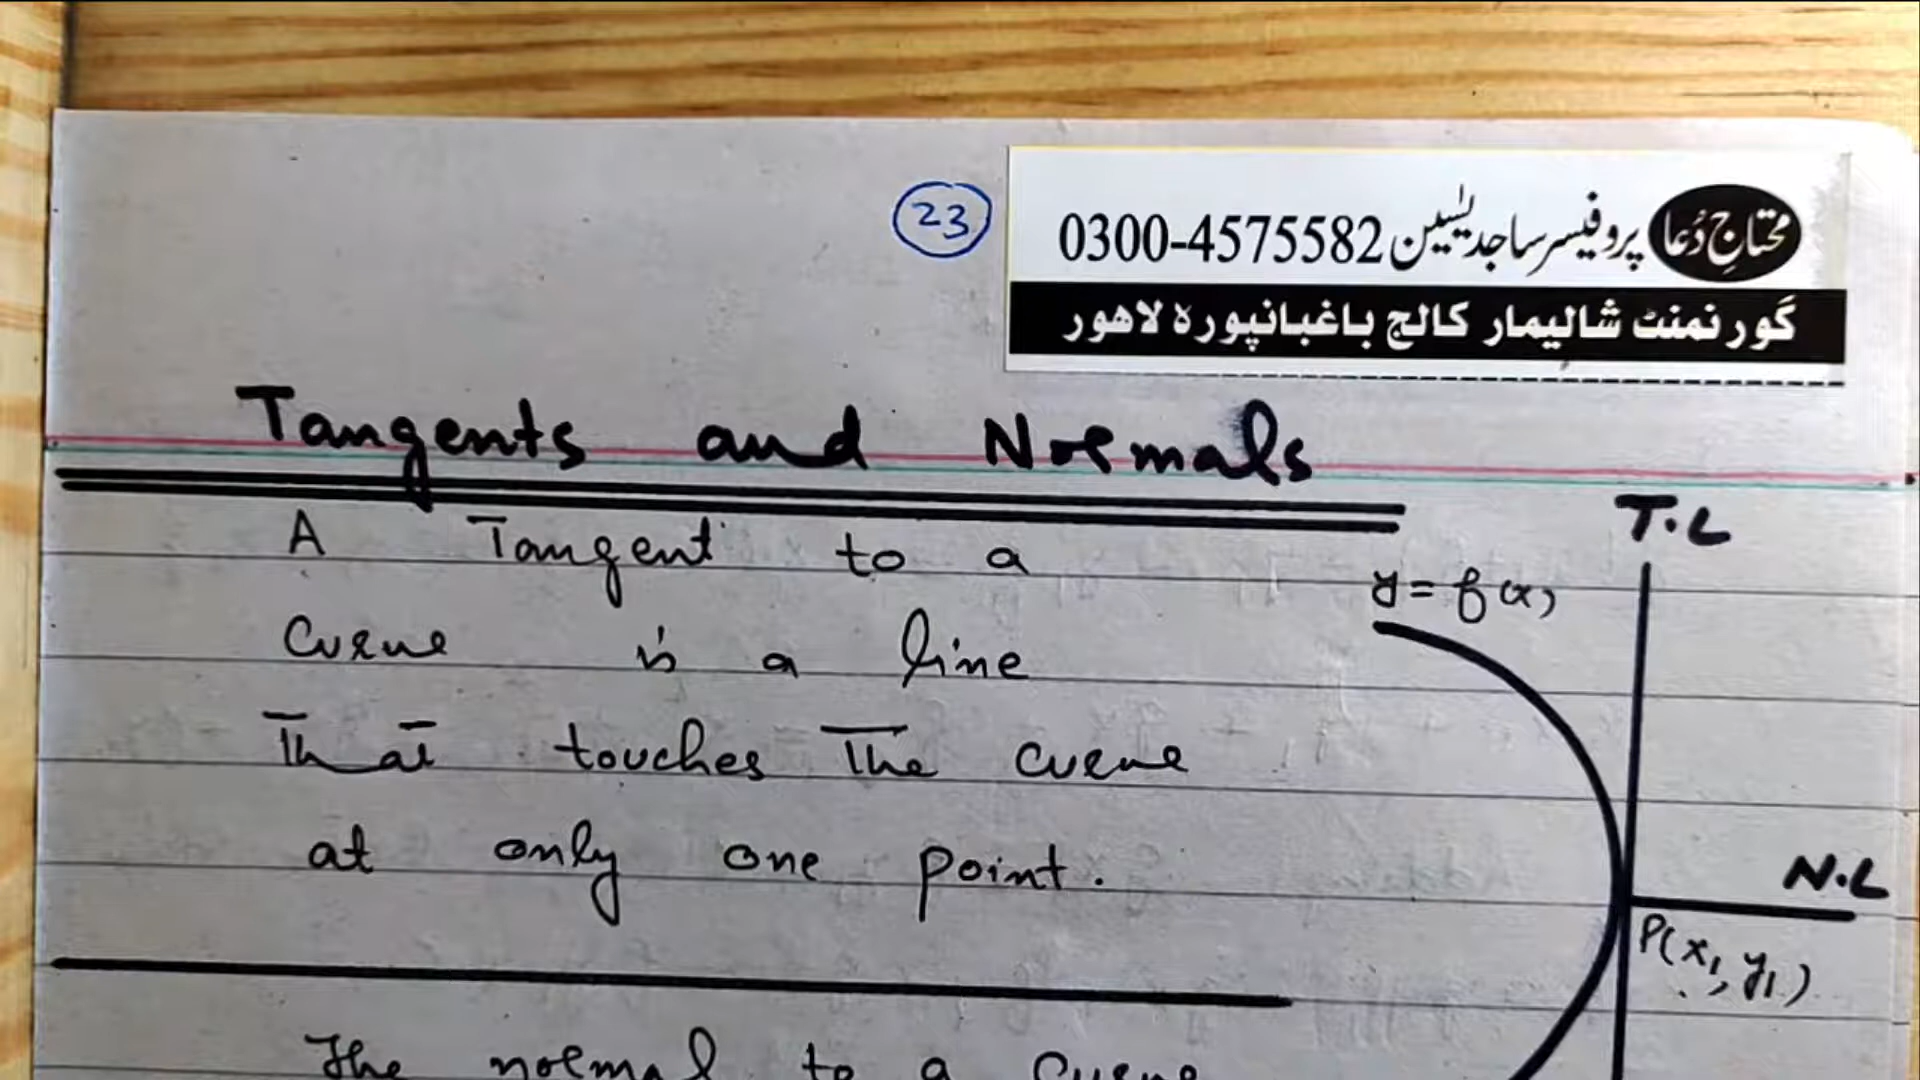 23
محتاجِ دُعا پروفیسر ساجد یٰسین 0300-4575582
گورنمنٹ شالیمار کالج باغبانپورہ لاهور
Tangents and Normals
T.L
A Tangent to a
y = f(x)
Curve is a line
That touches The curve
at only one point.
N.L
P(x₁, y₁)
The normal to a curve